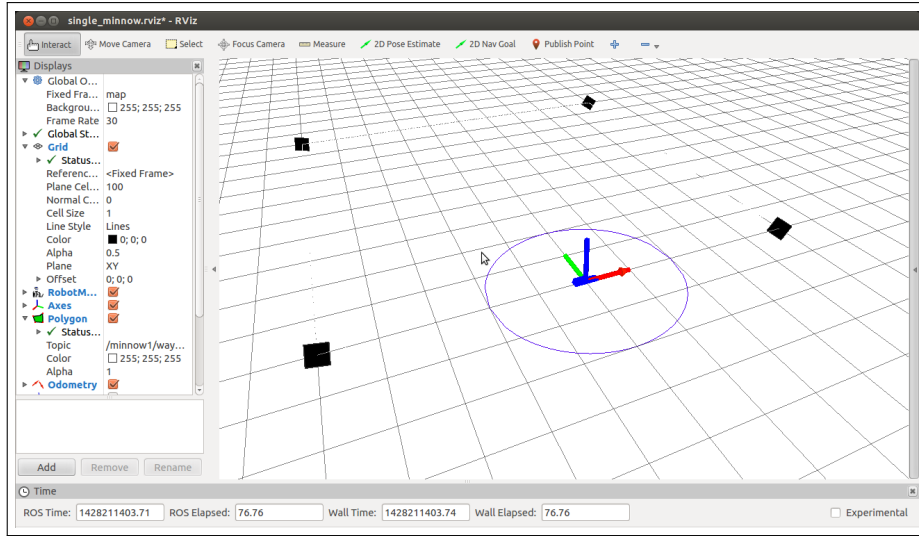 single_minnow.rviz* - RViz
Interact Move Camera Select Focus Camera Measure 2D Pose Estimate 2D Nav Goal Publish Point
Displays
Global O...
Fixed Fra... map
Backgrou... 255; 255; 255
Frame Rate 30
Global St...
Grid
Status...
Referenc... <Fixed Frame>
Plane Cel... 100
Normal C... 0
Cell Size 1
Line Style Lines
Color 0; 0; 0
Alpha 0.5
Plane XY
Offset 0; 0; 0
RobotM...
Axes
Polygon
Status...
Topic /minnow1/way...
Color 255; 255; 255
Alpha 1
Odometry
Add Remove Rename
Time
ROS Time: 1428211403.71 ROS Elapsed: 76.76 Wall Time: 1428211403.74 Wall Elapsed: 76.76 Experimental